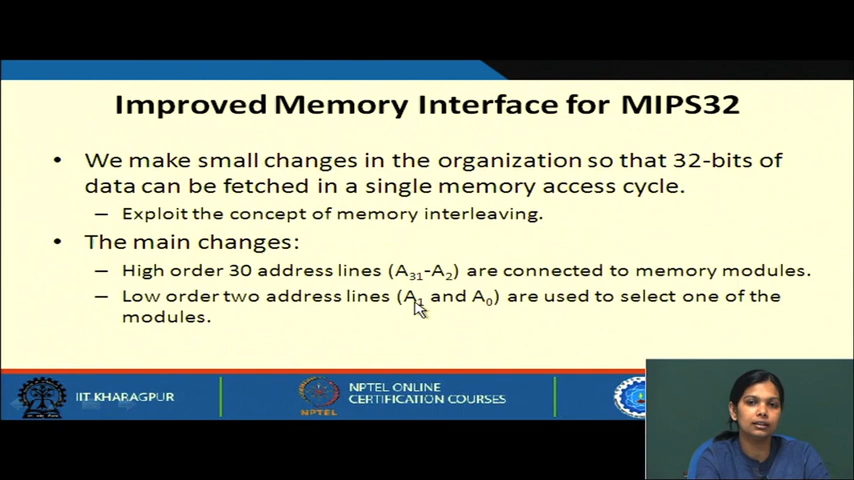 Improved Memory Interface for MIPS32
• We make small changes in the organization so that 32-bits of
data can be fetched in a single memory access cycle.
– Exploit the concept of memory interleaving.
• The main changes:
– High order 30 address lines (A31-A2) are connected to memory modules.
– Low order two address lines (A1 and A0) are used to select one of the
modules.
IIT KHARAGPUR
NPTEL
NPTEL ONLINE
CERTIFICATION COURSES